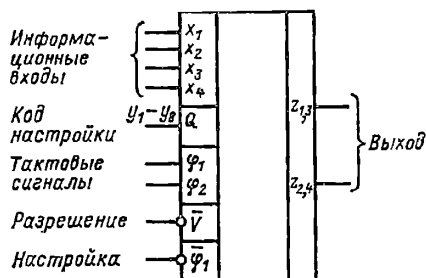 Информа-
ционные
входы
x₁
x₂
x₃
x₄
Код
настройки
y₁–y₈
Q
Тактовые
сигналы
φ₁
φ₂
Разрешение
V̄
Настройка
φ̄₁
z₁,₃
z₂,₄
Выход